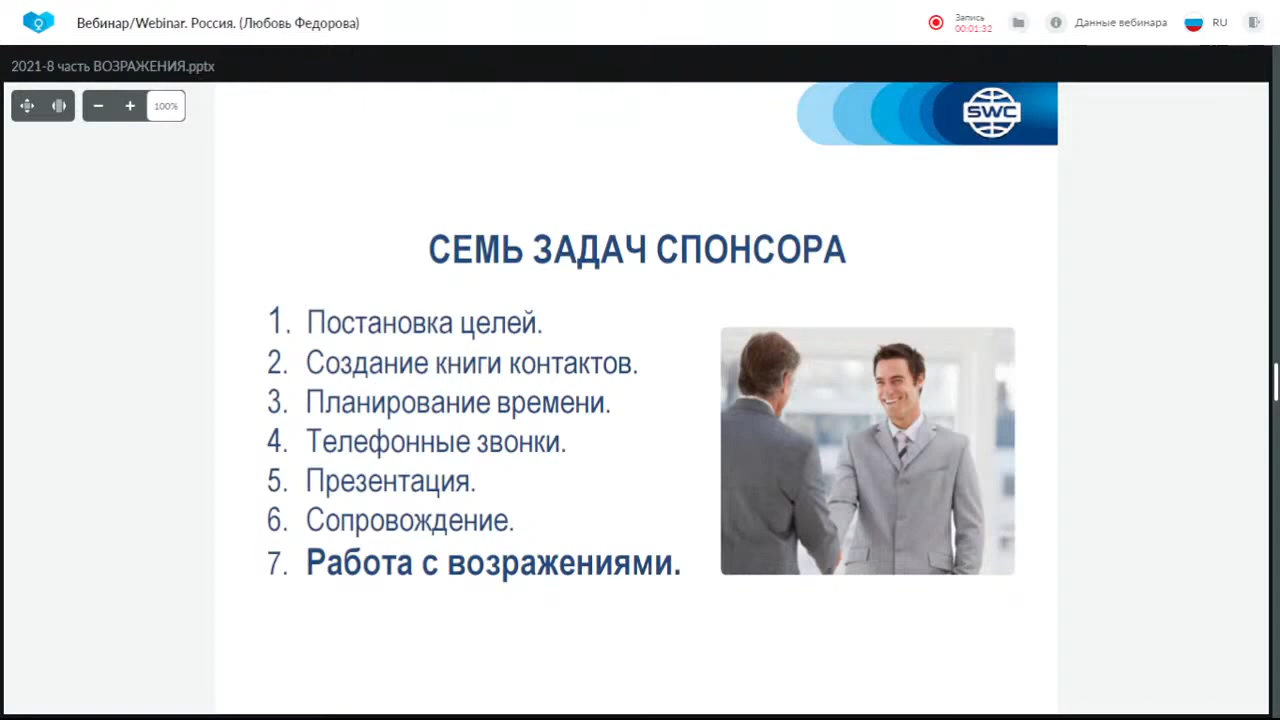 Вебинар/Webinar. Россия. (Любовь Федорова)
Запись
00:01:32
Данные вебинара
RU
2021-8 часть ВОЗРАЖЕНИЯ.pptx
100%
SWC
СЕМЬ ЗАДАЧ СПОНСОРА
1. Постановка целей.
2. Создание книги контактов.
3. Планирование времени.
4. Телефонные звонки.
5. Презентация.
6. Сопровождение.
7. Работа с возражениями.